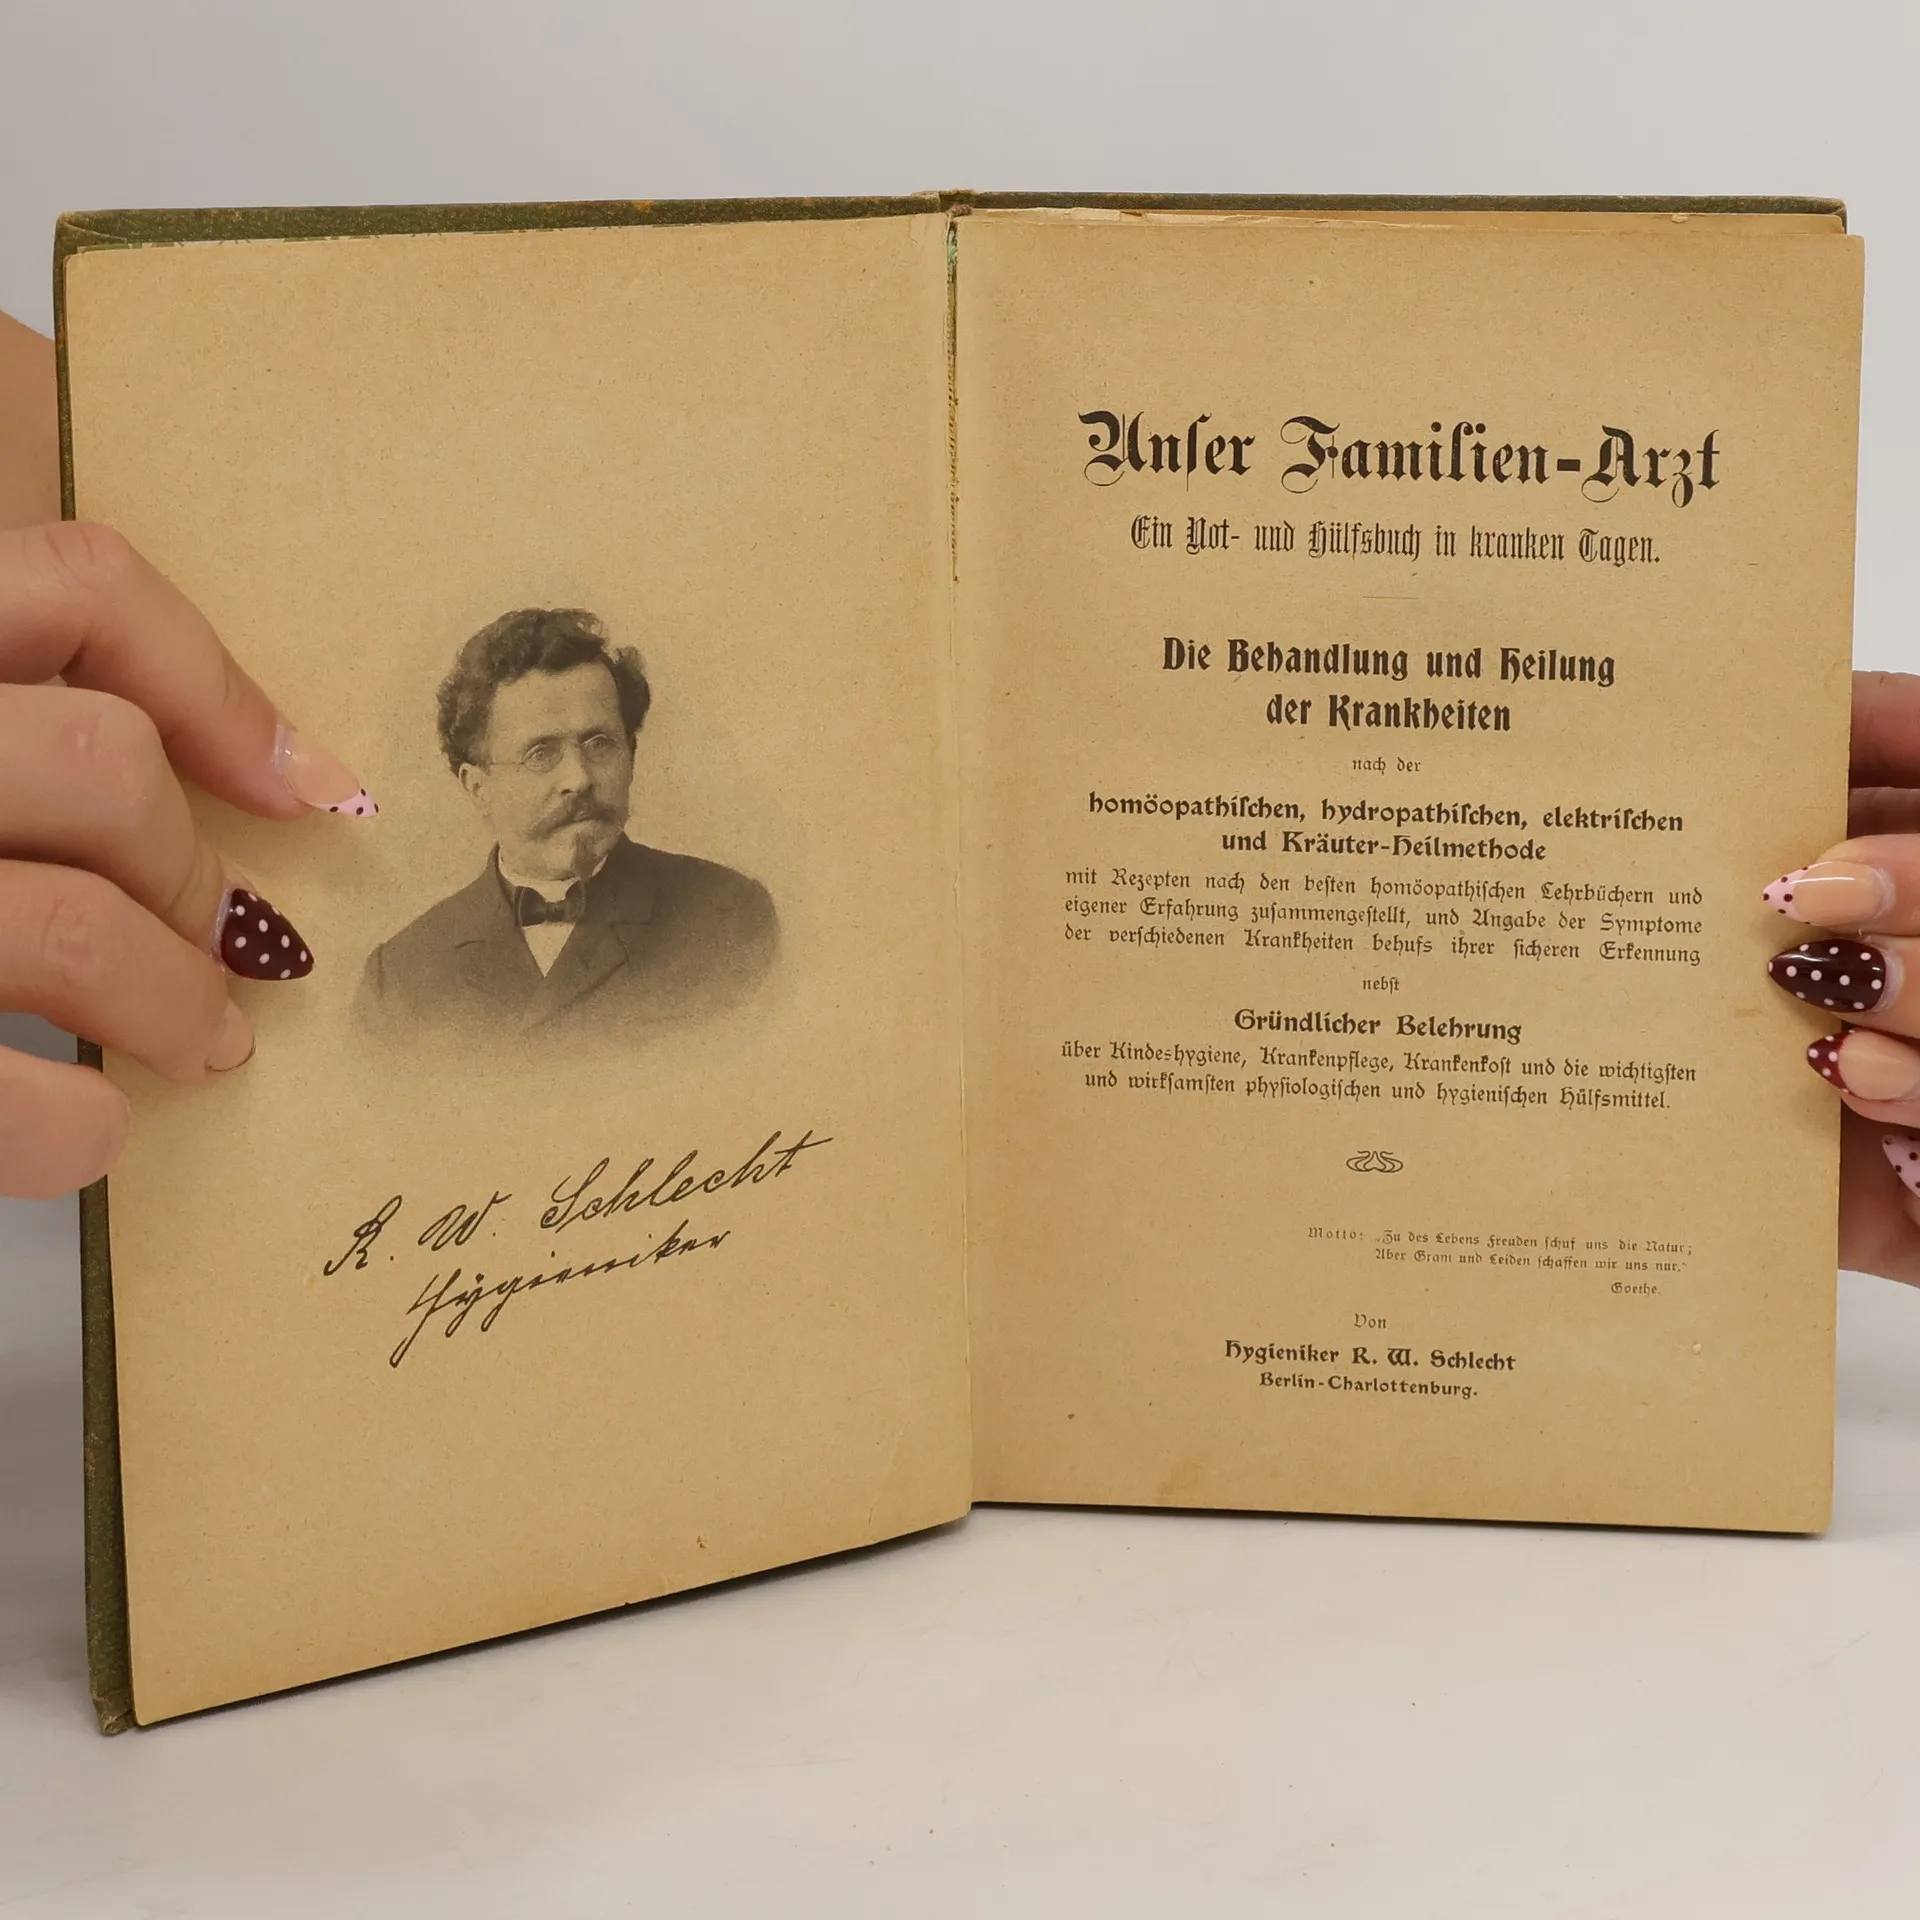 R. W. Schlecht
Hygieniker
Unſer Familien-Arzt
Ein Not- und Hülfsbuch in kranken Tagen.
Die Behandlung und Heilung
der Krankheiten
nach der
homöopathiſchen, hydropathiſchen, elektriſchen
und Kräuter-Heilmethode
mit Rezepten nach den beſten homöopathiſchen Lehrbüchern und
eigener Erfahrung zuſammengeſtellt, und Angabe der Symptome
der verſchiedenen Krankheiten behufs ihrer ſicheren Erkennung
nebſt
Gründlicher Belehrung
über Kindeshygiene, Krankenpflege, Krankenkoſt und die wichtigſten
und wirkſamſten phyſiologiſchen und hygieniſchen Hülfsmittel.
Motto: „Zu des Lebens Freuden ſchuf uns die Natur;
Aber Gram und Leiden ſchaffen wir uns nur.“
Goethe.
Von
Hygieniker R. W. Schlecht
Berlin-Charlottenburg.